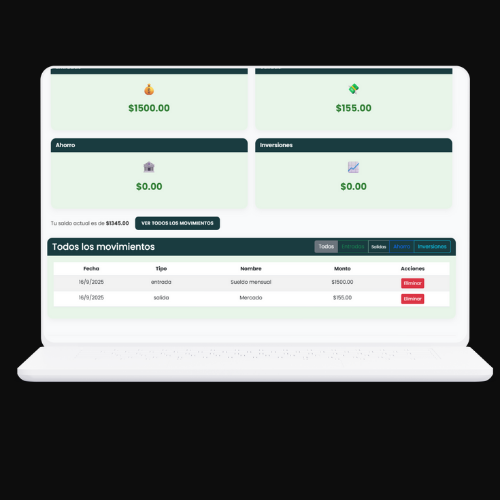 $1500.00
$155.00
Ahorro
Inversiones
$0.00
$0.00
Tu saldo actual es de $1345.00
VER TODOS LOS MOVIMIENTOS
Todos los movimientos
Todos Entradas Salidas Ahorro Inversiones
Fecha Tipo Nombre Monto Acciones
16/9/2025 entrada Sueldo mensual $1500.00 Eliminar
16/9/2025 salida Mercado $155.00 Eliminar